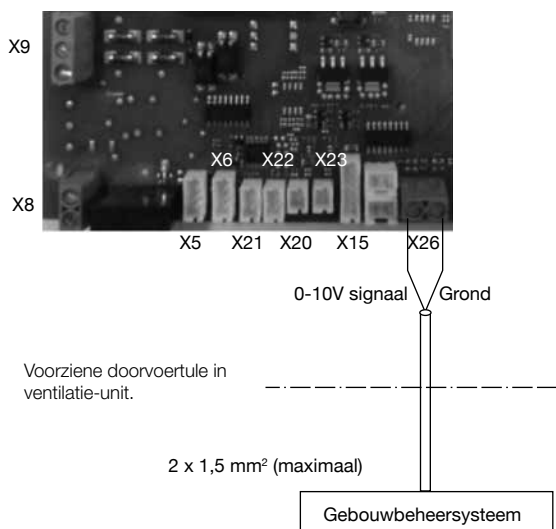 X9
X6
X22
X23
X8
X5
X21
X20
X15
X26
0-10V signaal
Grond
Voorziene doorvoertule in
ventilatie-unit.
2 x 1,5 mm² (maximaal)
Gebouwbeheersysteem